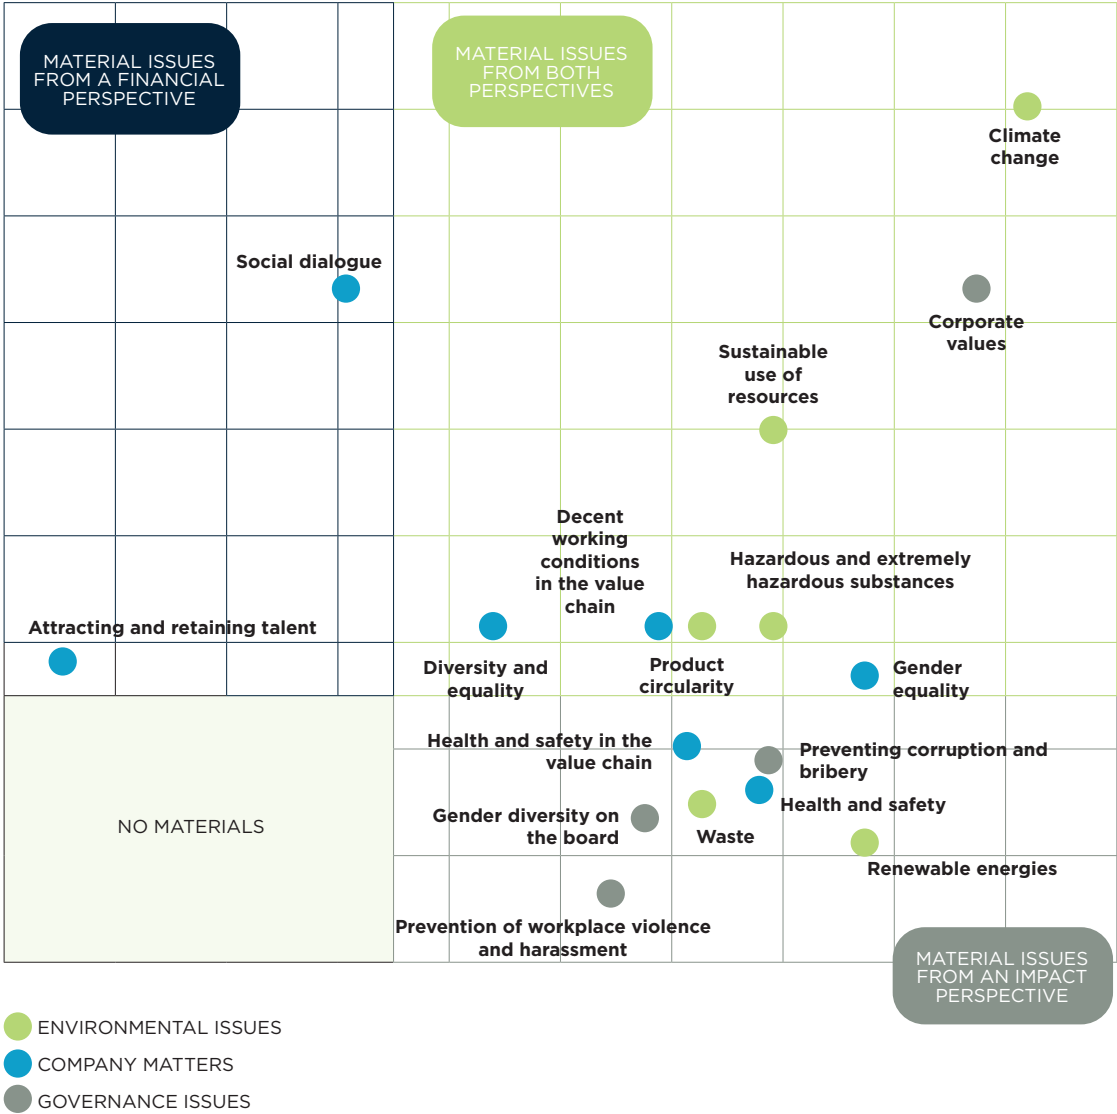 MATERIAL ISSUES
FROM A FINANCIAL
PERSPECTIVE
MATERIAL ISSUES
FROM BOTH
PERSPECTIVES
Climate
change
Social dialogue
Corporate
values
Sustainable
use of
resources
Decent
working
conditions
in the value
chain
Hazardous and extremely
hazardous substances
Attracting and retaining talent
Diversity and
equality
Product
circularity
Gender
equality
Health and safety in the
value chain
Preventing corruption and
bribery
Health and safety
Gender diversity on
the board
Waste
Renewable energies
NO MATERIALS
Prevention of workplace violence
and harassment
MATERIAL ISSUES
FROM AN IMPACT
PERSPECTIVE
ENVIRONMENTAL ISSUES
COMPANY MATTERS
GOVERNANCE ISSUES